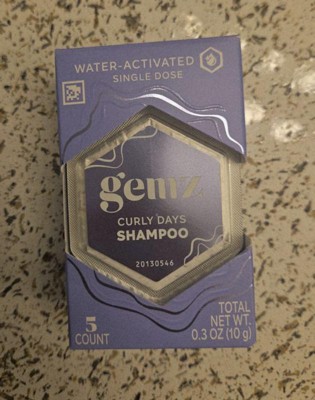 WATER-ACTIVATED
SINGLE DOSE
gemz
CURLY DAYS
SHAMPOO
20130546
5
COUNT
TOTAL
NET WT.
0.3 OZ (10 g)